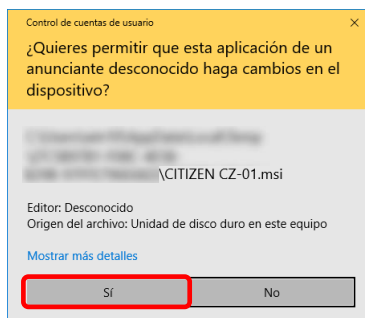 Control de cuentas de usuario
¿Quieres permitir que esta aplicación de un
anunciante desconocido haga cambios en el
dispositivo?
\CITIZEN CZ-01.msi
Editor: Desconocido
Origen del archivo: Unidad de disco duro en este equipo
Mostrar más detalles
Sí
No